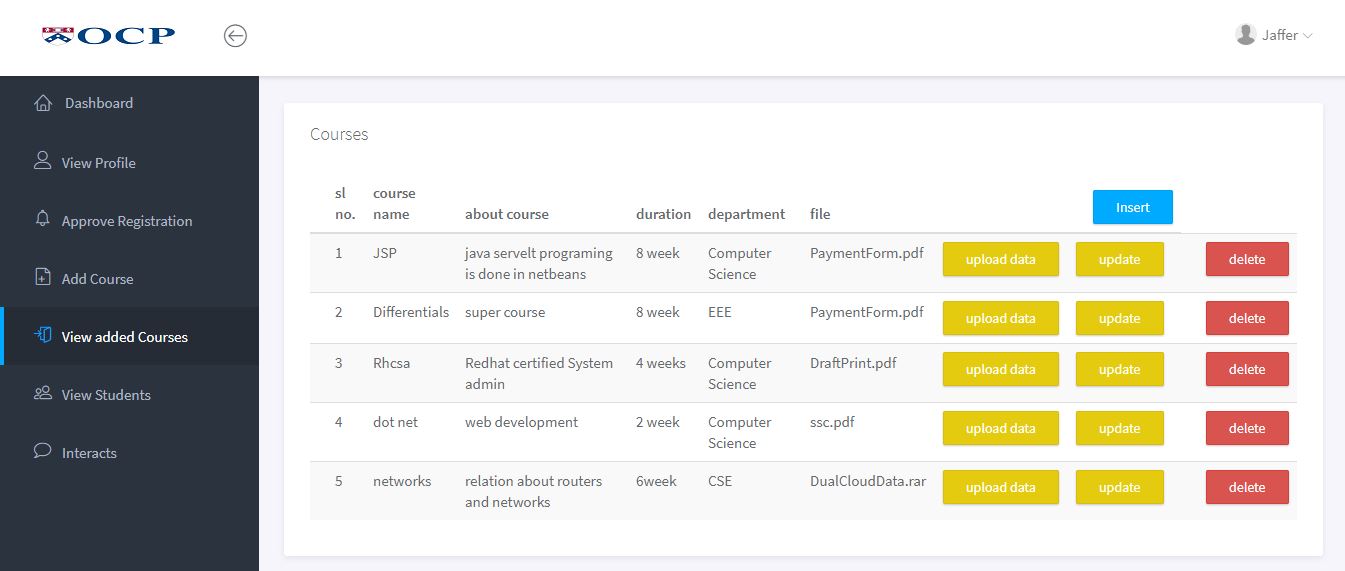 OCP
Jaffer
Dashboard
View Profile
Approve Registration
Add Course
View added Courses
View Students
Interacts
Courses
sl no. course name about course duration department file Insert
1 JSP java servelt programing is done in netbeans 8 week Computer Science PaymentForm.pdf upload data update delete
2 Differentials super course 8 week EEE PaymentForm.pdf upload data update delete
3 Rhcsa Redhat certified System admin 4 weeks Computer Science DraftPrint.pdf upload data update delete
4 dot net web development 2 week Computer Science ssc.pdf upload data update delete
5 networks relation about routers and networks 6week CSE DualCloudData.rar upload data update delete